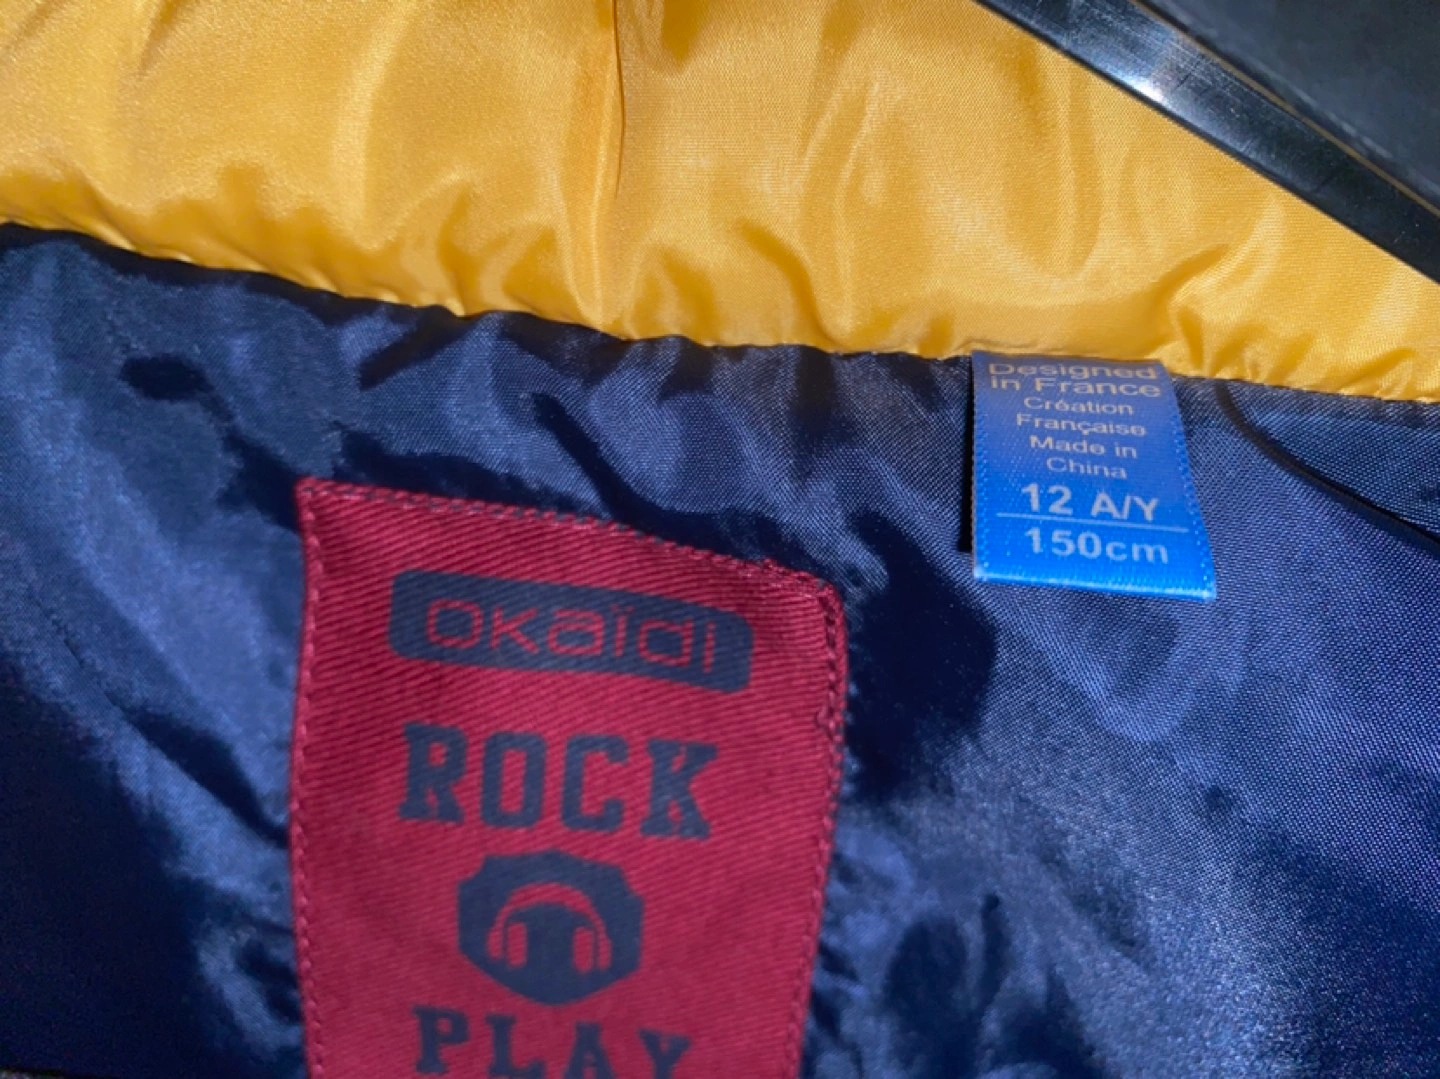 Designed
in France
Création
Française
Made in
China
12 A/Y
150cm
okaïdi
ROCK
PLAY